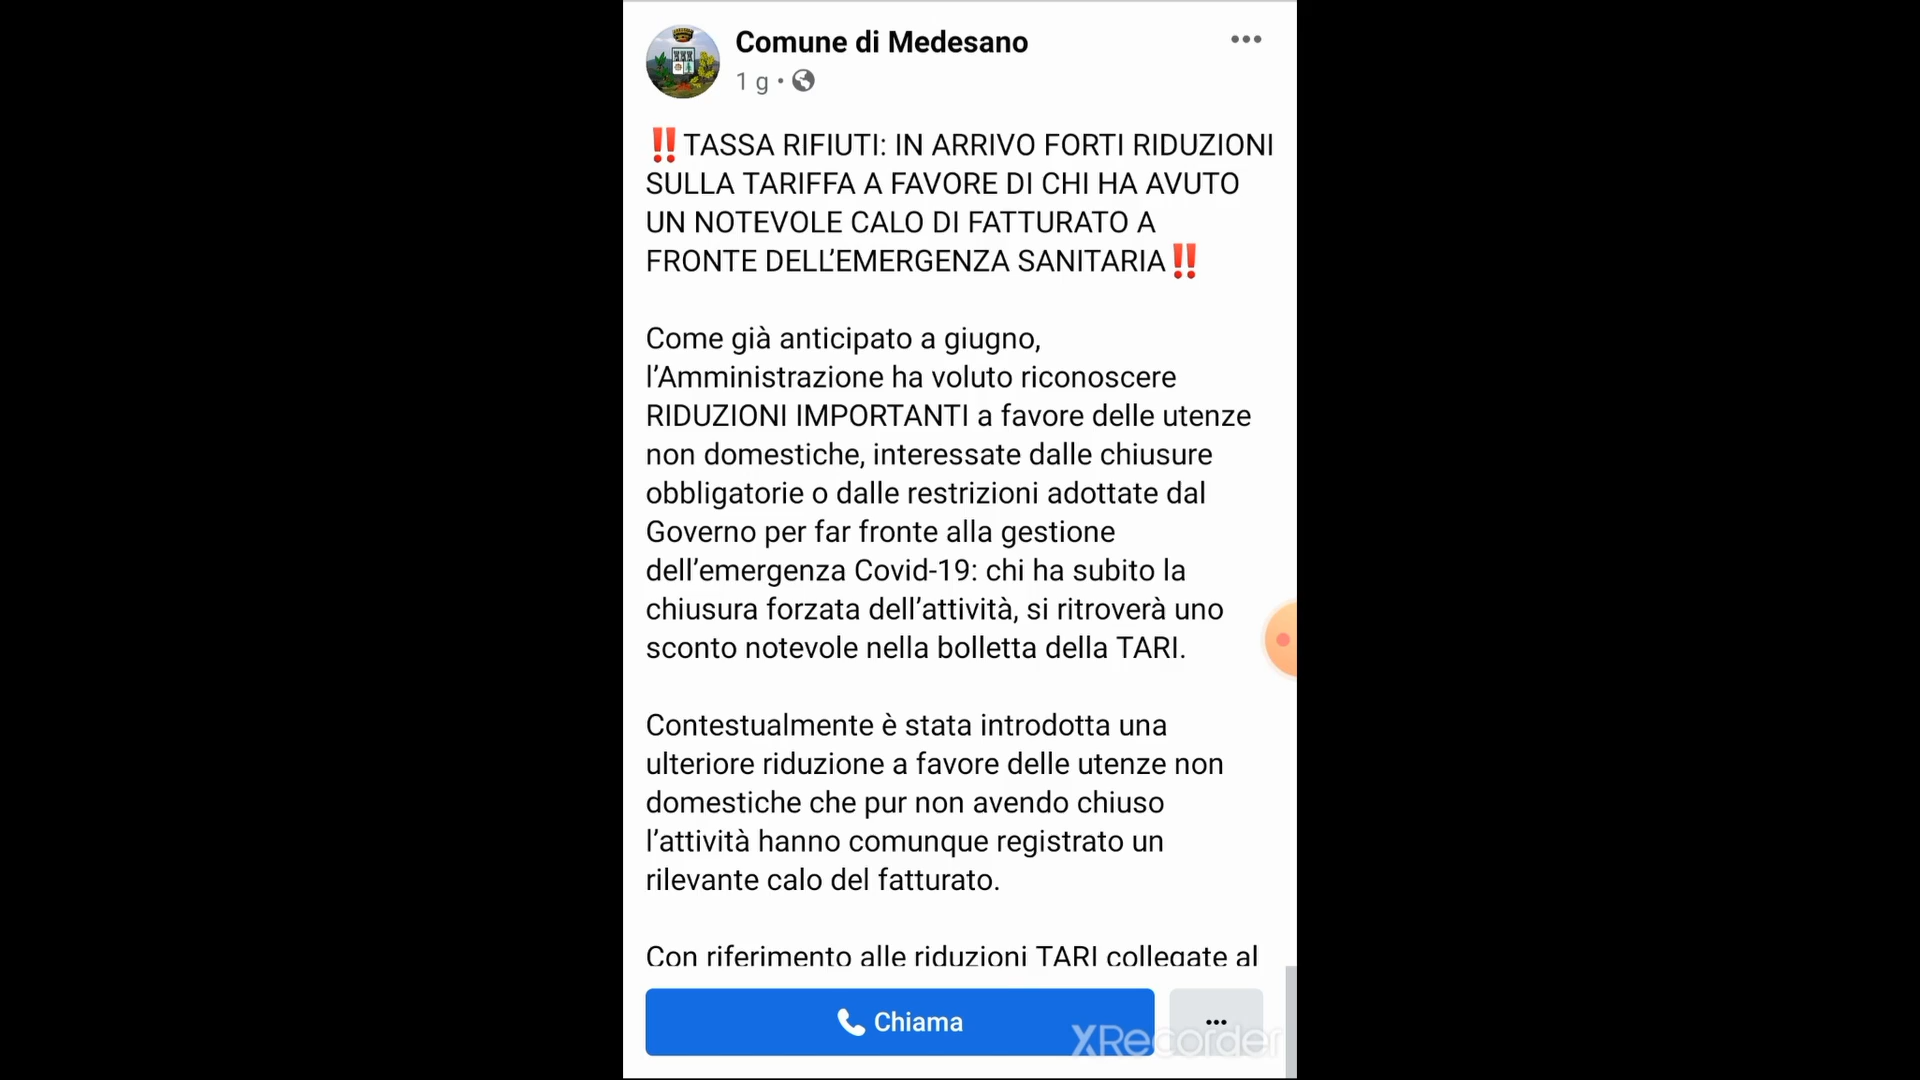 Comune di Medesano
1 g
‼️TASSA RIFIUTI: IN ARRIVO FORTI RIDUZIONI
SULLA TARIFFA A FAVORE DI CHI HA AVUTO
UN NOTEVOLE CALO DI FATTURATO A
FRONTE DELL’EMERGENZA SANITARIA‼️
Come già anticipato a giugno,
l’Amministrazione ha voluto riconoscere
RIDUZIONI IMPORTANTI a favore delle utenze
non domestiche, interessate dalle chiusure
obbligatorie o dalle restrizioni adottate dal
Governo per far fronte alla gestione
dell’emergenza Covid-19: chi ha subito la
chiusura forzata dell’attività, si ritroverà uno
sconto notevole nella bolletta della TARI.
Contestualmente è stata introdotta una
ulteriore riduzione a favore delle utenze non
domestiche che pur non avendo chiuso
l’attività hanno comunque registrato un
rilevante calo del fatturato.
Con riferimento alle riduzioni TARI collegate al
Chiama
XRecorder